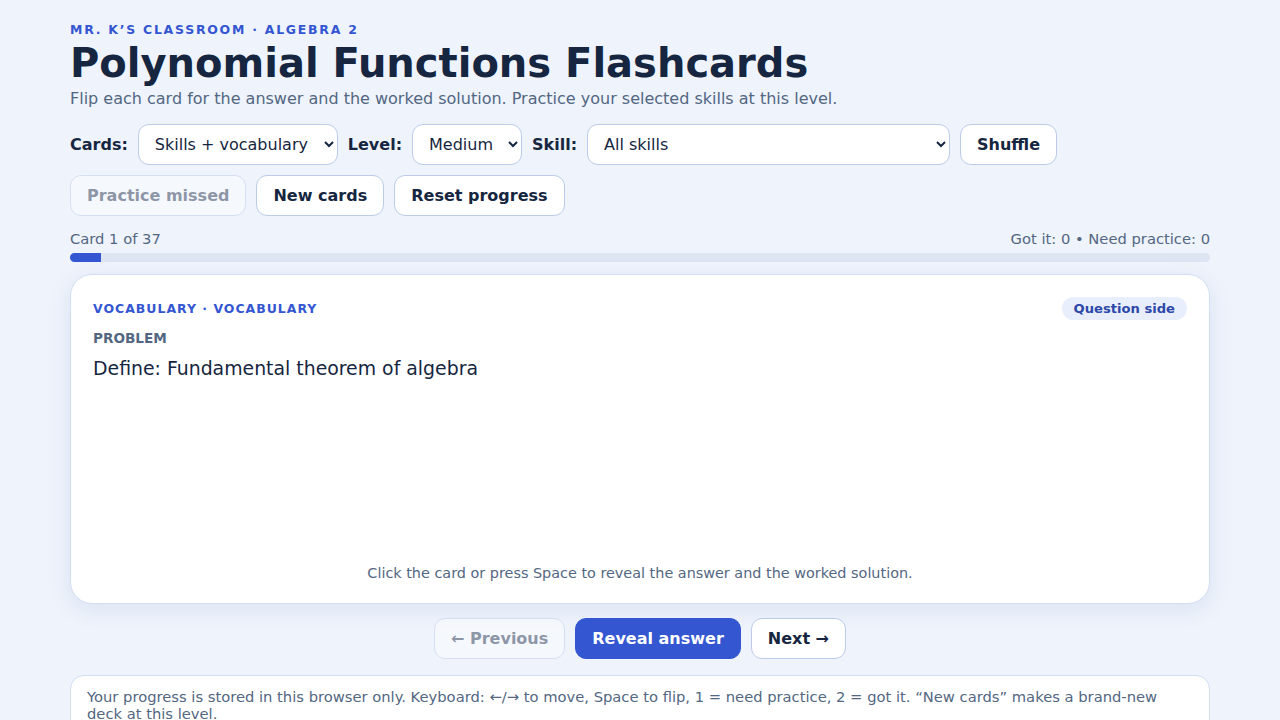 MR. K’S CLASSROOM · ALGEBRA 2
Polynomial Functions Flashcards
Flip each card for the answer and the worked solution. Practice your selected skills at this level.
Cards: Skills + vocabulary Level: Medium Skill: All skills Shuffle
Practice missed New cards Reset progress
Card 1 of 37 Got it: 0 • Need practice: 0
VOCABULARY · VOCABULARY Question side
PROBLEM
Define: Fundamental theorem of algebra
Click the card or press Space to reveal the answer and the worked solution.
← Previous Reveal answer Next →
Your progress is stored in this browser only. Keyboard: ←/→ to move, Space to flip, 1 = need practice, 2 = got it. “New cards” makes a brand-new
deck at this level.